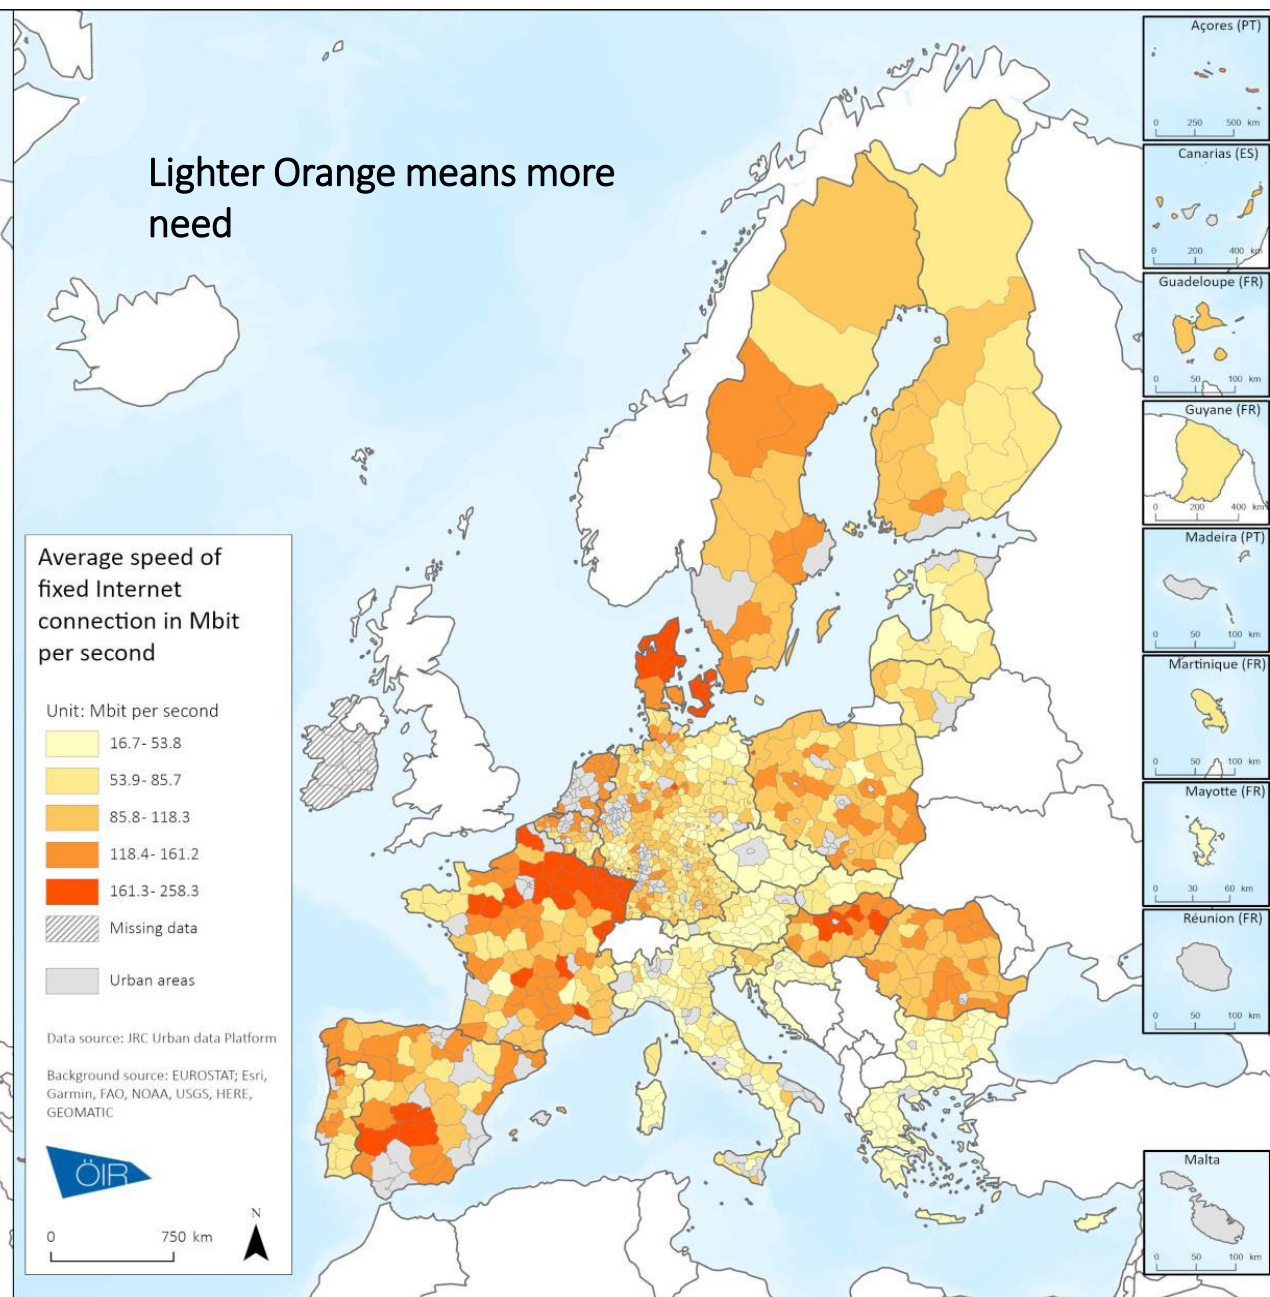 Lighter Orange means more
need
Average speed of
fixed Internet
connection in Mbit
per second
Unit: Mbit per second
16.7- 53.8
53.9- 85.7
85.8- 118.3
118.4- 161.2
161.3- 258.3
Missing data
Urban areas
Data source: JRC Urban data Platform
Background source: EUROSTAT; Esri,
Garmin, FAO, NOAA, USGS, HERE,
GEOMATIC
ÖIR
N
0 750 km
Açores (PT)
0 250 500 km
Canarias (ES)
0 200 400 km
Guadeloupe (FR)
0 50 100 km
Guyane (FR)
0 200 400 km
Madeira (PT)
0 50 100 km
Martinique (FR)
0 50 100 km
Mayotte (FR)
0 30 60 km
Réunion (FR)
0 50 100 km
Malta
0 50 100 km